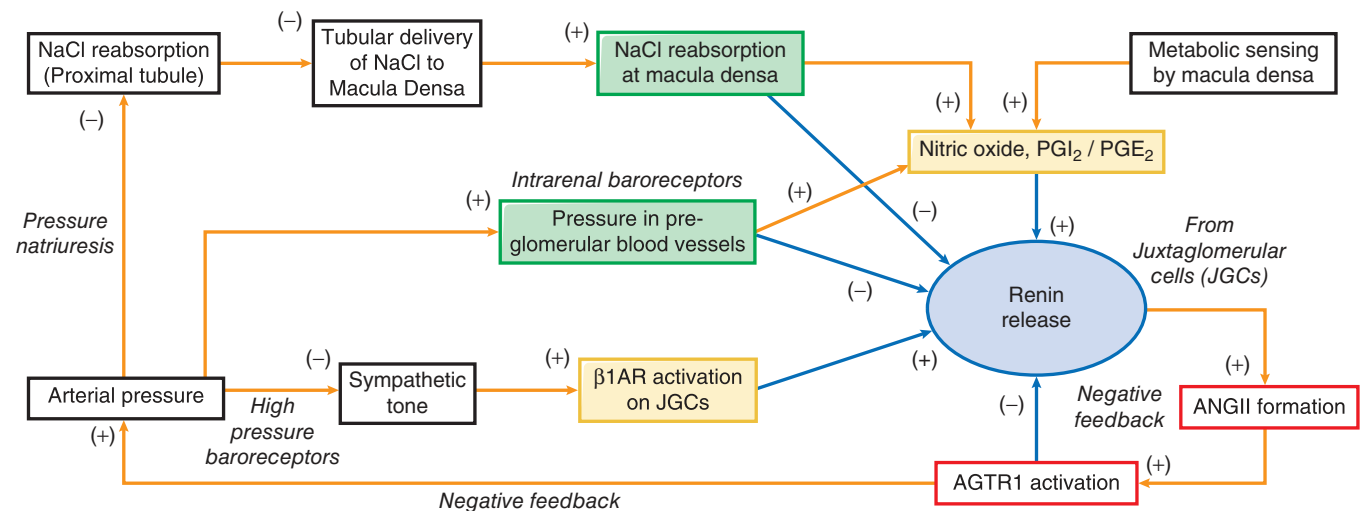 (–)
NaCl reabsorption
(Proximal tubule)
Tubular delivery
of NaCl to
Macula Densa
(+)
NaCl reabsorption
at macula densa
Metabolic sensing
by macula densa
(–)
(+)
(+)
Nitric oxide, PGI2 / PGE2
Intrarenal baroreceptors
(+)
(+)
Pressure in pre-
glomerular blood vessels
(–)
(+)
Pressure
natriuresis
From
Juxtaglomerular
cells (JGCs)
(–)
Renin
release
(–)
(+)
(+)
(+)
Arterial pressure
Sympathetic
tone
β1AR activation
on JGCs
High
pressure
baroreceptors
(–)
Negative
feedback
ANGII formation
(+)
(+)
AGTR1 activation
Negative feedback